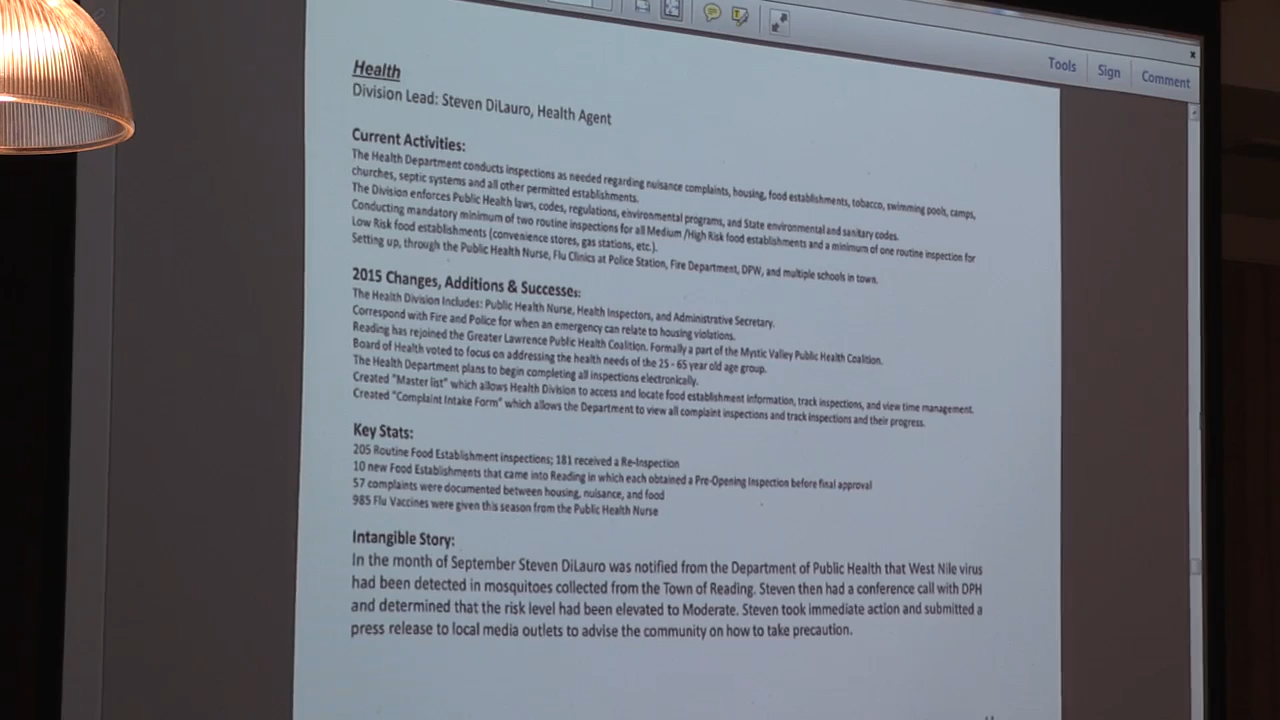 Tools Sign Comment
Health
Division Lead: Steven DiLauro, Health Agent
Current Activities:
The Health Department conducts inspections as needed regarding nuisance complaints, housing, food establishments, tobacco, swimming pools, camps,
churches, septic systems and all other permitted establishments.
The Division enforces Public Health laws, codes, regulations, environmental programs, and State environmental and sanitary codes.
Conducting mandatory minimum of two routine inspections for all Medium /High Risk food establishments and a minimum of one routine inspection for
Low Risk food establishments (convenience stores, gas stations, etc.).
Setting up, through the Public Health Nurse, Flu Clinics at Police Station, Fire Department, DPW, and multiple schools in town.
2015 Changes, Additions & Successes:
The Health Division Includes: Public Health Nurse, Health Inspectors, and Administrative Secretary.
Correspond with Fire and Police for when an emergency can relate to housing violations.
Reading has rejoined the Greater Lawrence Public Health Coalition. Formally a part of the Mystic Valley Public Health Coalition.
Board of Health voted to focus on addressing the health needs of the 25 - 65 year old age group.
The Health Department plans to begin completing all inspections electronically.
Created "Master list" which allows Health Division to access and locate food establishment information, track inspections, and view time management.
Created "Complaint Intake Form" which allows the Department to view all complaint inspections and track inspections and their progress.
Key Stats:
205 Routine Food Establishment inspections; 181 received a Re-Inspection
10 new Food Establishments that came into Reading in which each obtained a Pre-Opening Inspection before final approval
57 complaints were documented between housing, nuisance, and food
985 Flu Vaccines were given this season from the Public Health Nurse
Intangible Story:
In the month of September Steven DiLauro was notified from the Department of Public Health that West Nile virus
had been detected in mosquitoes collected from the Town of Reading. Steven then had a conference call with DPH
and determined that the risk level had been elevated to Moderate. Steven took immediate action and submitted a
press release to local media outlets to advise the community on how to take precaution.